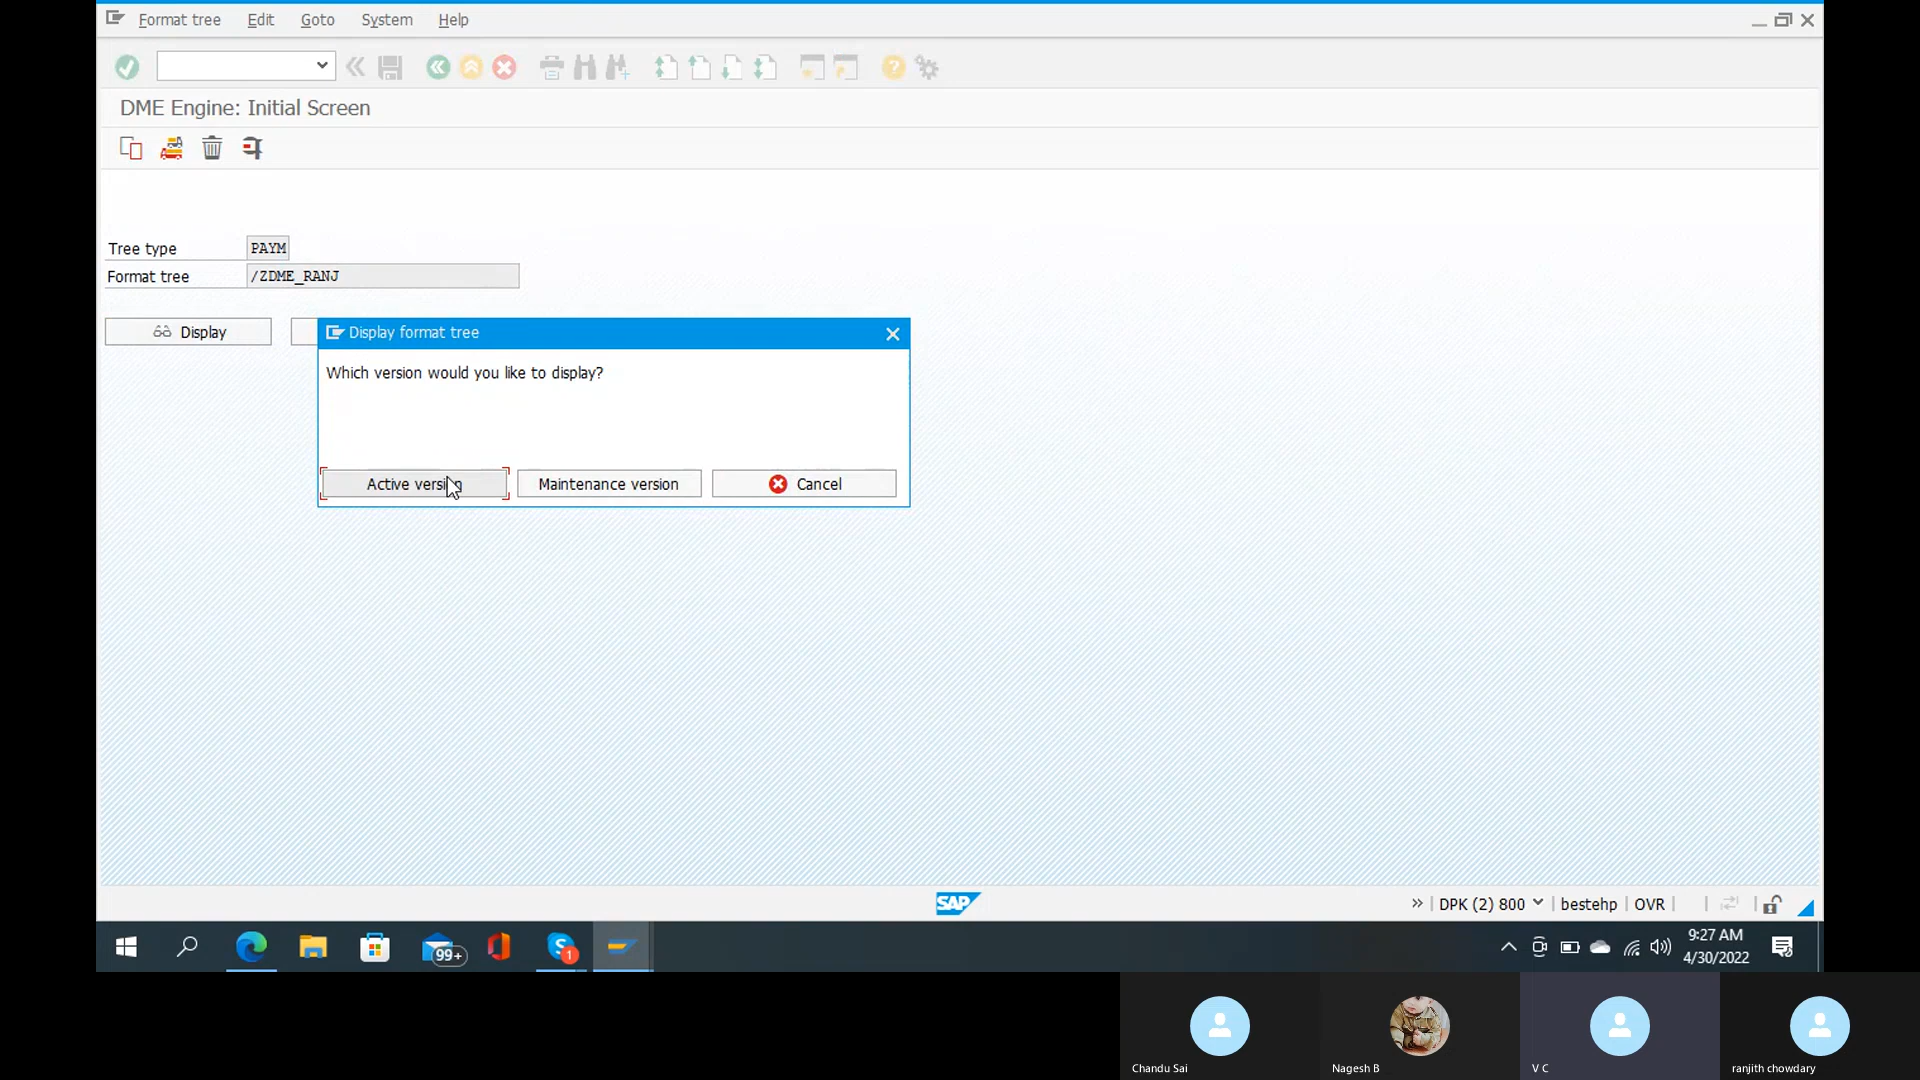 Format tree Edit Goto System Help
DME Engine: Initial Screen
Tree type PAYM
Format tree /ZDME_RANJ
Display
Display format tree
Which version would you like to display?
Active version Maintenance version Cancel
SAP
DPK (2) 800 bestehp OVR
99+
1
9:27 AM
4/30/2022
Chandu Sai Nagesh B V C ranjith chowdary